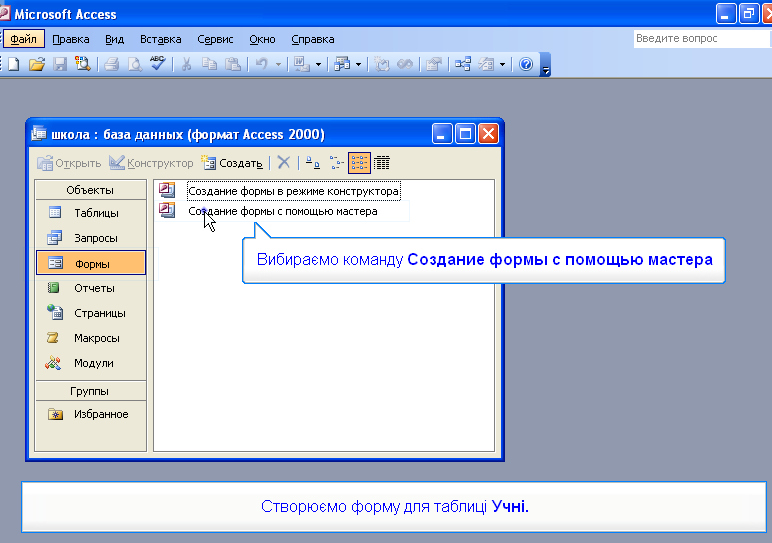 Microsoft Access
Файл Правка Вид Вставка Сервис Окно Справка Введите вопрос
школа : база данных (формат Access 2000)
Открыть Конструктор Создать
Объекты
Таблицы
Запросы
Формы
Отчеты
Страницы
Макросы
Модули
Группы
Избранное
Создание формы в режиме конструктора
Создание формы с помощью мастера
Вибираємо команду Создание формы с помощью мастера
Створюємо форму для таблиці Учні.